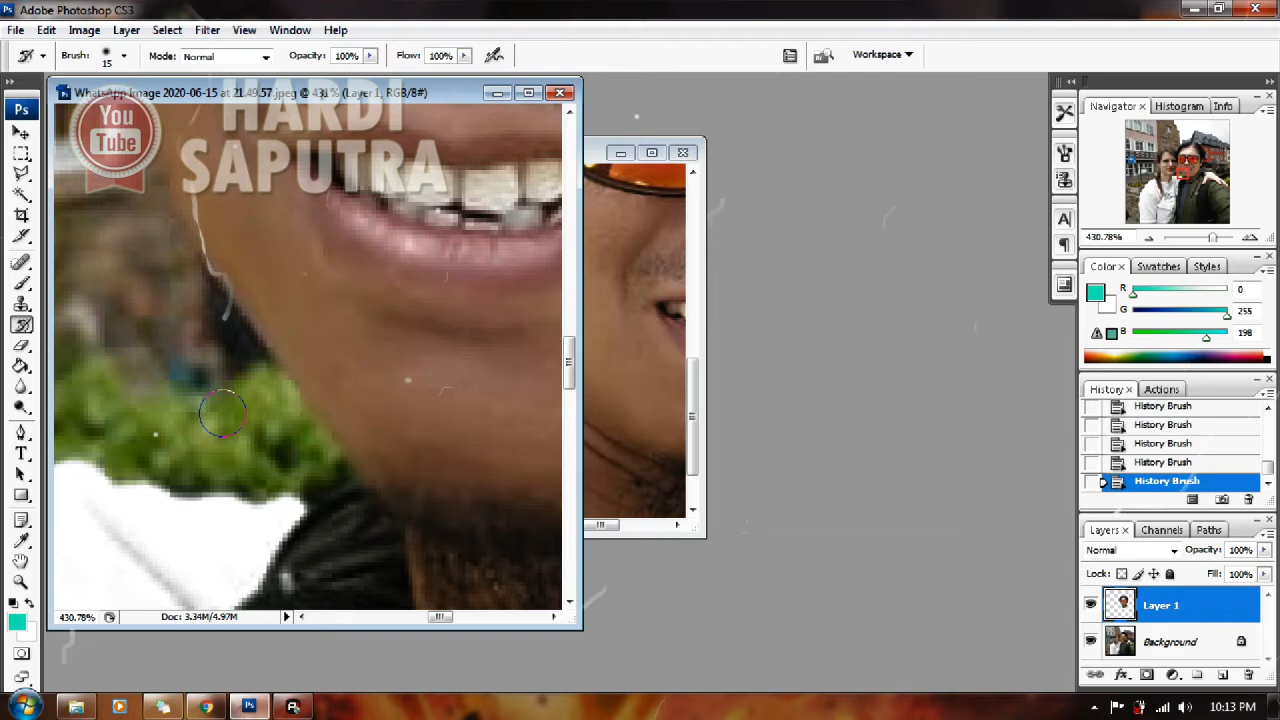 Adobe Photoshop CS3
File Edit Image Layer Select Filter View Window Help
Brush: 15 Mode: Normal Opacity: 100% Flow: 100% Workspace
WhatsApp Image 2020-06-15 at 21.49.57.jpeg @ 431% (Layer 1, RGB/8#)
You
Tube
HARDI
SAPUTRA
Ps
T
A
Navigator Histogram Info
430.78%
Color Swatches Styles
R 0
G 255
B 198
History Actions
History Brush
History Brush
History Brush
History Brush
History Brush
Layers Channels Paths
Normal Opacity: 100%
Lock: Fill: 100%
Layer 1
Background
430.78% Doc: 3.34M/4.97M
Ps
10:13 PM